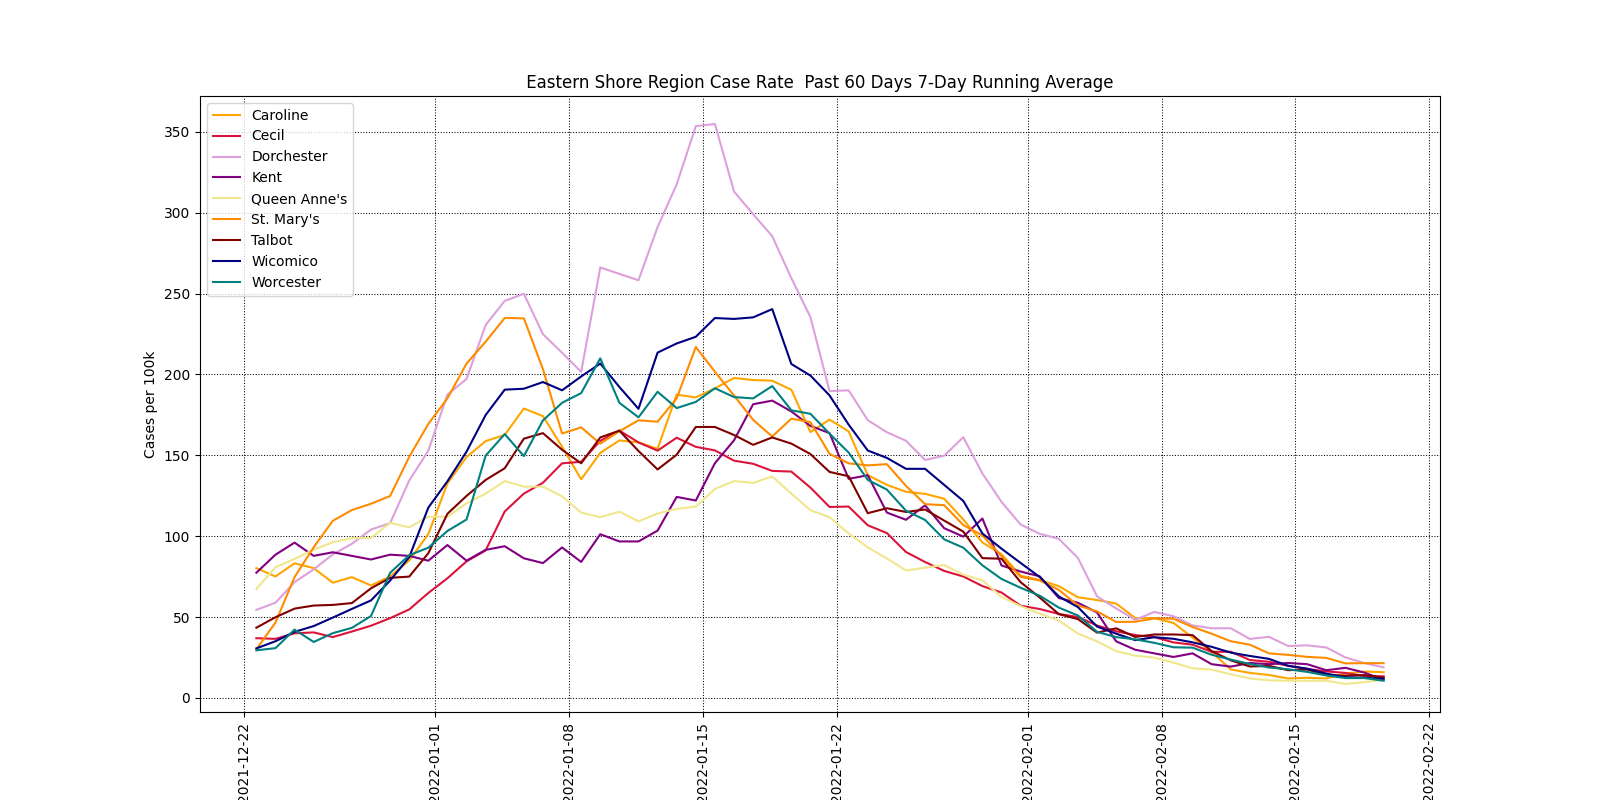 Eastern Shore Region Case Rate  Past 60 Days 7-Day Running Average
Caroline
Cecil
Dorchester
Kent
Queen Anne's
St. Mary's
Talbot
Wicomico
Worcester
350
300
250
200
150
100
50
0
Cases per 100k
2021-12-22
2022-01-01
2022-01-08
2022-01-15
2022-01-22
2022-02-01
2022-02-08
2022-02-15
2022-02-22